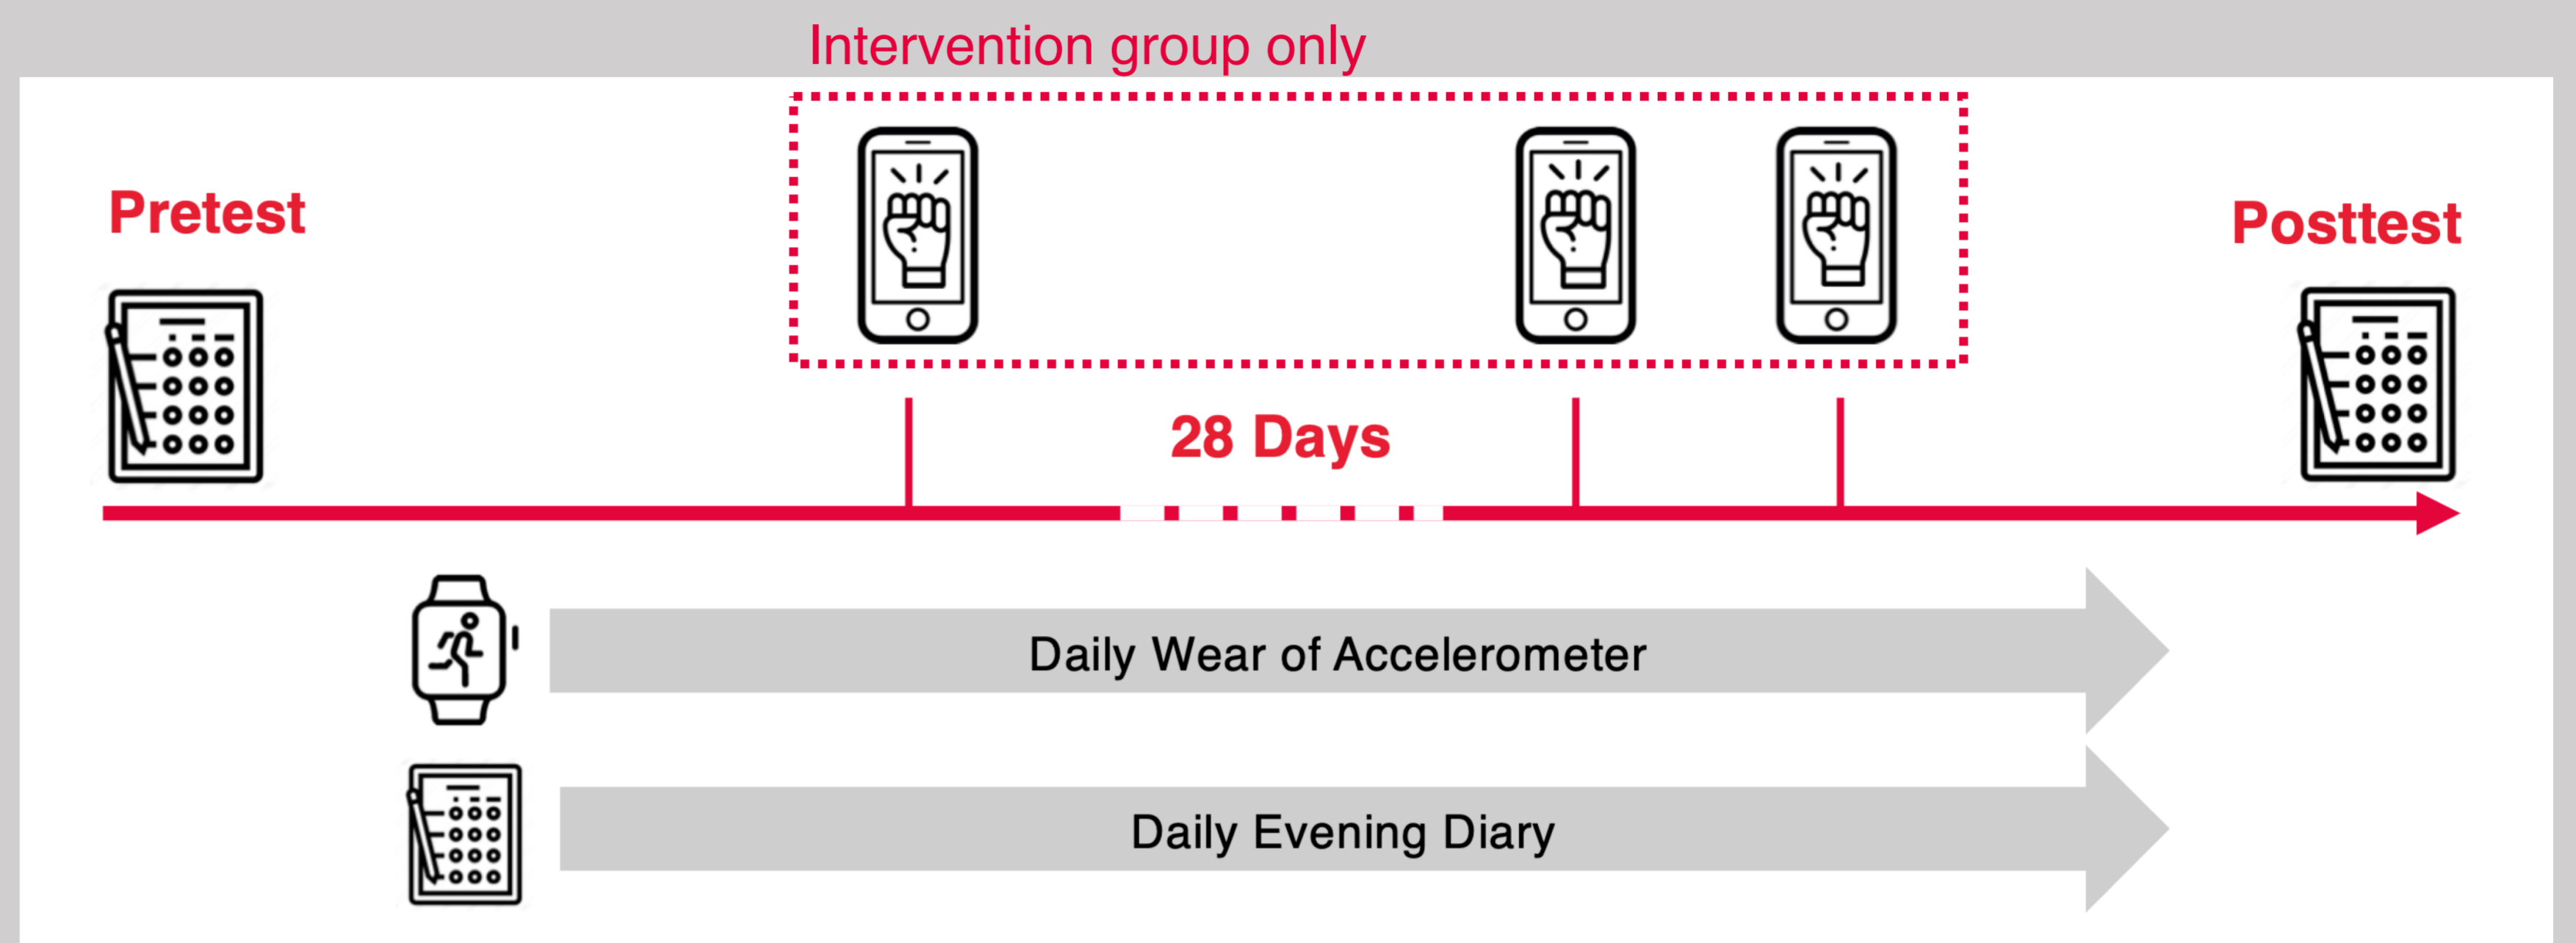 Intervention group only
Pretest
Posttest
28 Days
Daily Wear of Accelerometer
Daily Evening Diary